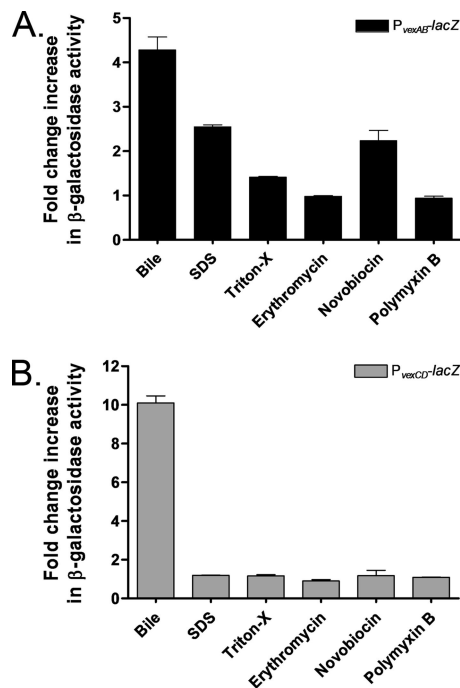 A.
P vexAB-lacZ
Fold change increase
in β-galactosidase activity
5
4
3
2
1
0
Bile
SDS
Triton-X
Erythromycin
Novobiocin
Polymyxin B
B.
P vexCD-lacZ
Fold change increase
in β-galactosidase activity
12
10
8
6
4
2
0
Bile
SDS
Triton-X
Erythromycin
Novobiocin
Polymyxin B